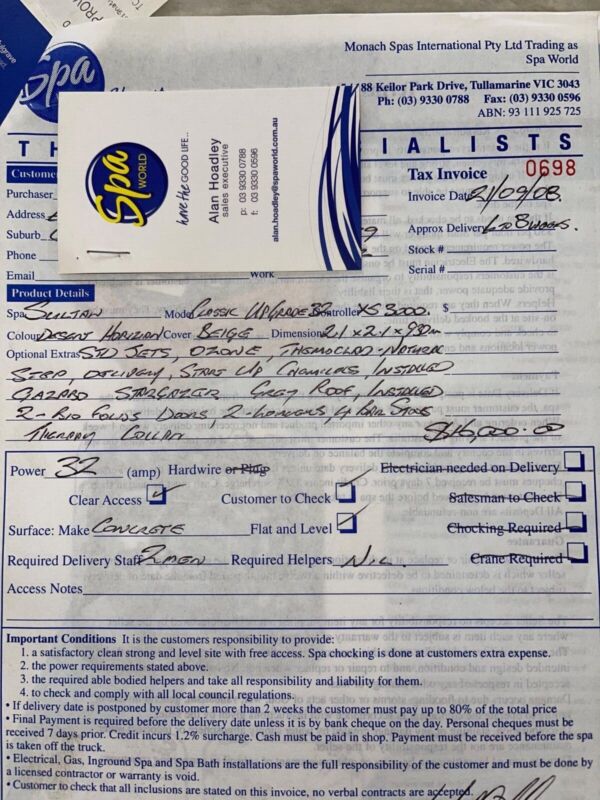 Monach Spas International Pty Ltd Trading as
Spa World
88 Keilor Park Drive, Tullamarine VIC 3043
Ph: (03) 9330 0788 Fax: (03) 9330 0596
ABN: 93 111 925 725
Spa
TH IALISTS
Spa
WORLD
have the GOOD LIFE...
Alan Hoadley
sales executive
p: 03 9330 0788
f: 03 9330 0596
alan.hoadley@spaworld.com.au
Custome
Tax Invoice 0698
Purchaser
Invoice Date 21/09/08.
Address
Approx Delivery 6 to 8 weeks.
Suburb
Stock #
Phone
Serial #
Email Work
Product Details
Spa SULTAN Mode CLASSIC UPGRADE 32 Controller XS 3000. $
Colou DESERT HORIZIAN Cover BEIGE Dimension 2.1 x 2.1 x 930m
Optional Extras STD JETS, OZONE, THEMOCLAD-NATURAL
STEP, DELIVERY, START UP CHEMICALS, INSTALLED
GAZABO STARGAZER GREY ROOF, INSTALLED
2- BIO FOLDS DOORS 2- 4 BAR STOOLS
THERAPY COLLAR $16,000.00
Power 32 (amp) Hardwire or Plug Electrician needed on Delivery
Clear Access Customer to Check Salesman to Check
Surface: Make CONCRETE Flat and Level Chocking Required
Required Delivery Staff 2 MEN Required Helpers NIL Crane Required
Access Notes
Important Conditions It is the customers responsibility to provide:
1. a satisfactory clean strong and level site with free access. Spa chocking is done at customers extra expense.
2. the power requirements stated above.
3. the required able bodied helpers and take all responsibility and liability for them.
4. to check and comply with all local council regulations.
• If delivery is postponed by customer more than 2 weeks the customer must pay up to 80% of the total price
• Final Payment is required before the delivery date unless it is by bank cheque on the day. Personal cheques must be
received 7 days prior. Credit incurs 1.2% surcharge. Cash must be paid in shop. Payment must be received before the spa
is taken off the truck.
• Electrical, Gas, Inground Spa and Spa Bath installations are the full responsibility of the customer and must be done by
a licensed contractor or warranty is void.
• Customer to check that all inclusions are stated on this invoice, no verbal contracts are accepted.